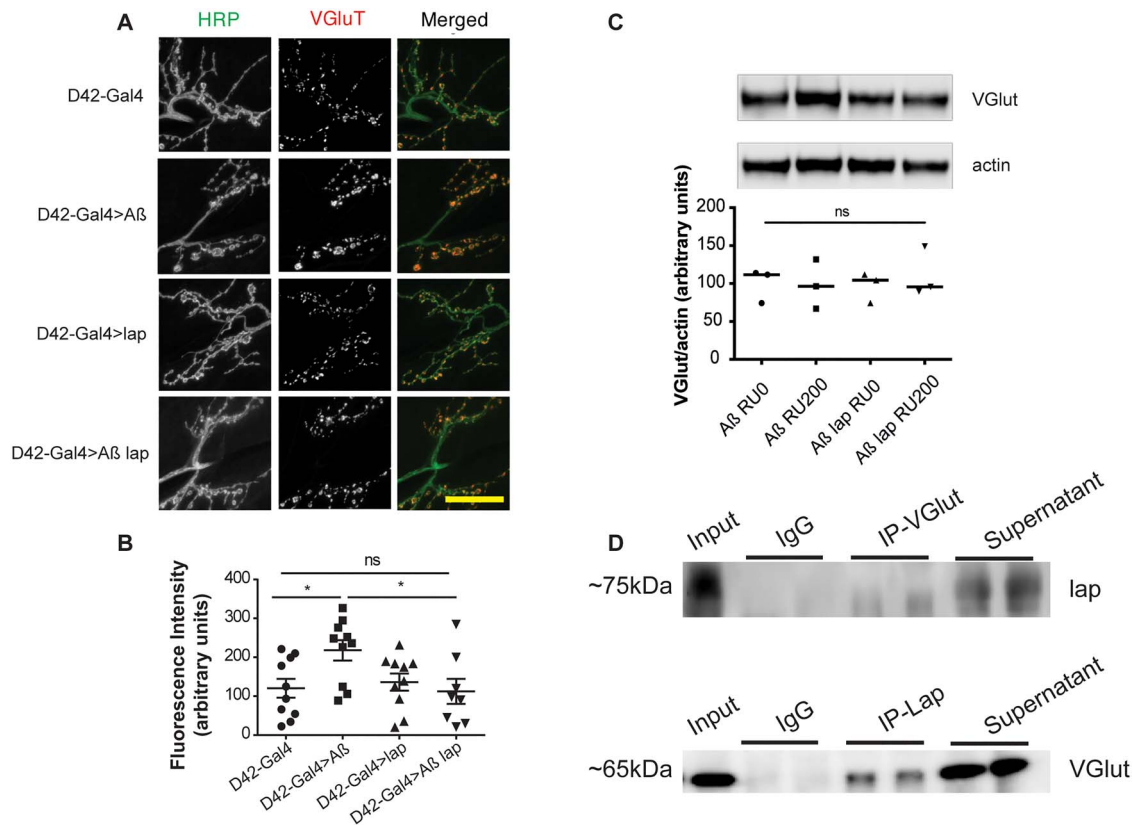 A
HRP
VGluT
Merged
D42-Gal4
D42-Gal4>Aß
D42-Gal4>lap
D42-Gal4>Aß lap
B
Fluorescence Intensity
(arbitrary units)
400
300
200
100
0
ns
*
*
D42-Gal4
D42-Gal4>Aß
D42-Gal4>lap
D42-Gal4>Aß lap
C
VGlut
actin
VGlut/actin (arbitrary units)
200
150
100
50
0
ns
Aß RU0
Aß RU200
Aß lap RU0
Aß lap RU200
D
Input
IgG
IP-VGlut
Supernatant
~75kDa
lap
Input
IgG
IP-Lap
Supernatant
~65kDa
VGlut